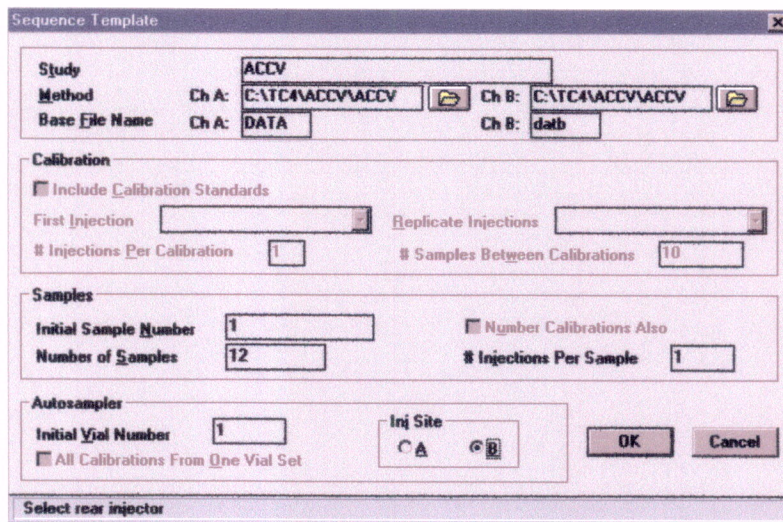 Sequence Template
Study ACCV
Method Ch A: C:\TC4\ACCV\ACCV Ch B: C:\TC4\ACCV\ACCV
Base File Name Ch A: DATA Ch B: datb
Calibration
Include Calibration Standards
First Injection Replicate Injections
# Injections Per Calibration 1 # Samples Between Calibrations 10
Samples
Initial Sample Number 1 Number Calibrations Also
Number of Samples 12 # Injections Per Sample 1
Autosampler
Initial Vial Number 1 Inj Site
A B OK Cancel
All Calibrations From One Vial Set
Select rear injector